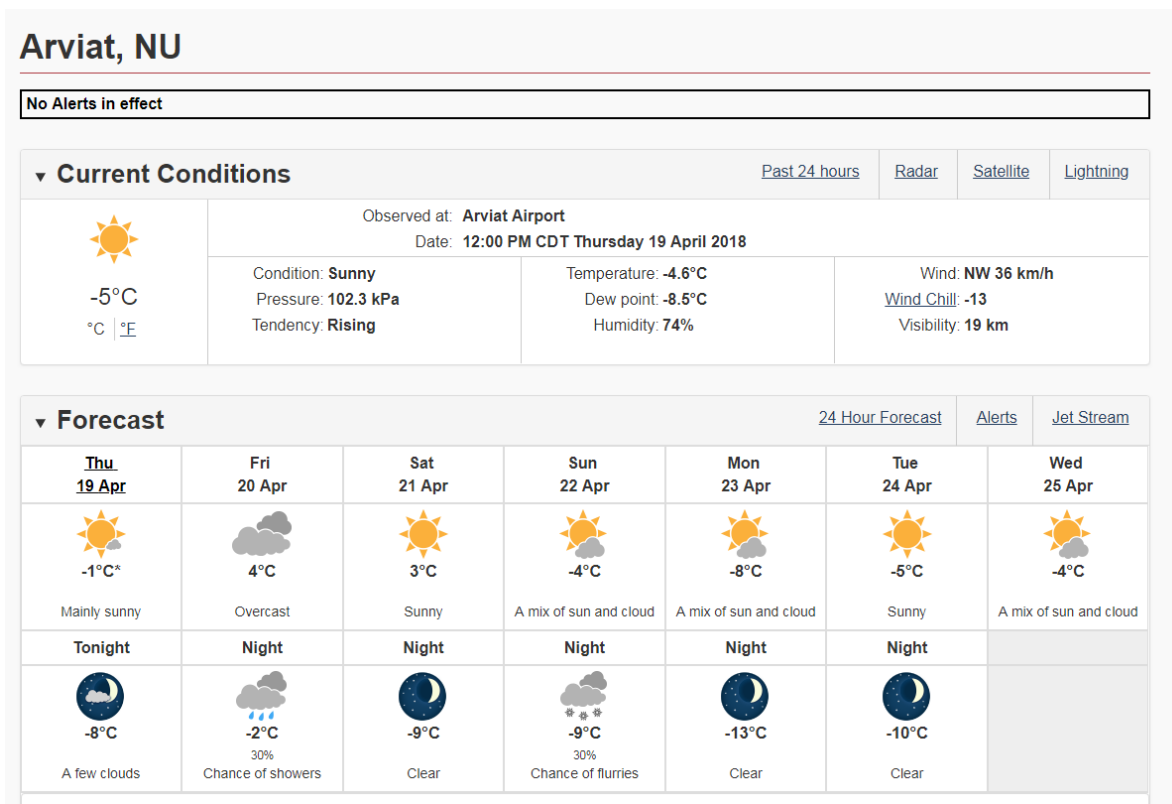 Arviat, NU
No Alerts in effect
▼ Current Conditions Past 24 hours Radar Satellite Lightning
-5°C
°C °F
Observed at: Arviat Airport
Date: 12:00 PM CDT Thursday 19 April 2018
Condition: Sunny
Pressure: 102.3 kPa
Tendency: Rising
Temperature: -4.6°C
Dew point: -8.5°C
Humidity: 74%
Wind: NW 36 km/h
Wind Chill: -13
Visibility: 19 km
▼ Forecast 24 Hour Forecast Alerts Jet Stream
Thu Fri Sat Sun Mon Tue Wed
19 Apr 20 Apr 21 Apr 22 Apr 23 Apr 24 Apr 25 Apr
-1°C* 4°C 3°C -4°C -8°C -5°C -4°C
Mainly sunny Overcast Sunny A mix of sun and cloud A mix of sun and cloud Sunny A mix of sun and cloud
Tonight Night Night Night Night Night
-8°C -2°C -9°C -9°C -13°C -10°C
30% 30%
A few clouds Chance of showers Clear Chance of flurries Clear Clear